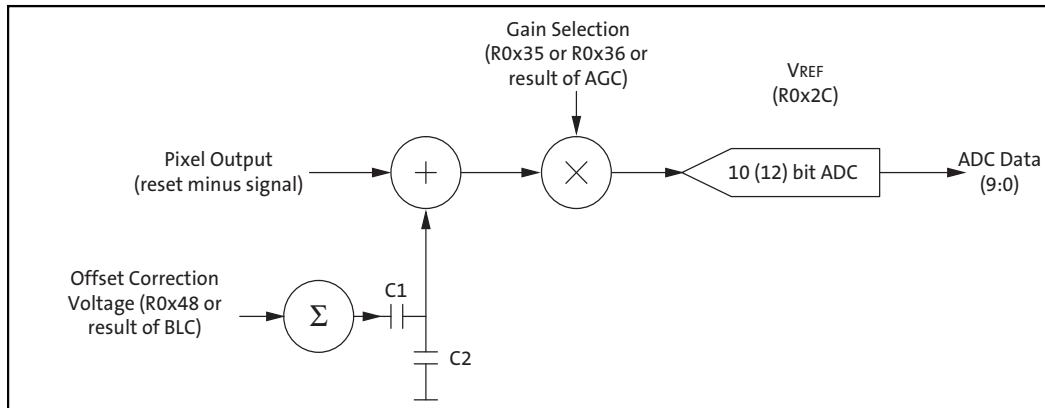 Gain Selection
(R0x35 or R0x36 or
result of AGC)
VREF
(R0x2C)
Pixel Output
(reset minus signal)
+
×
10 (12) bit ADC
ADC Data
(9:0)
Offset Correction
Voltage (R0x48 or
result of BLC)
Σ
C1
C2